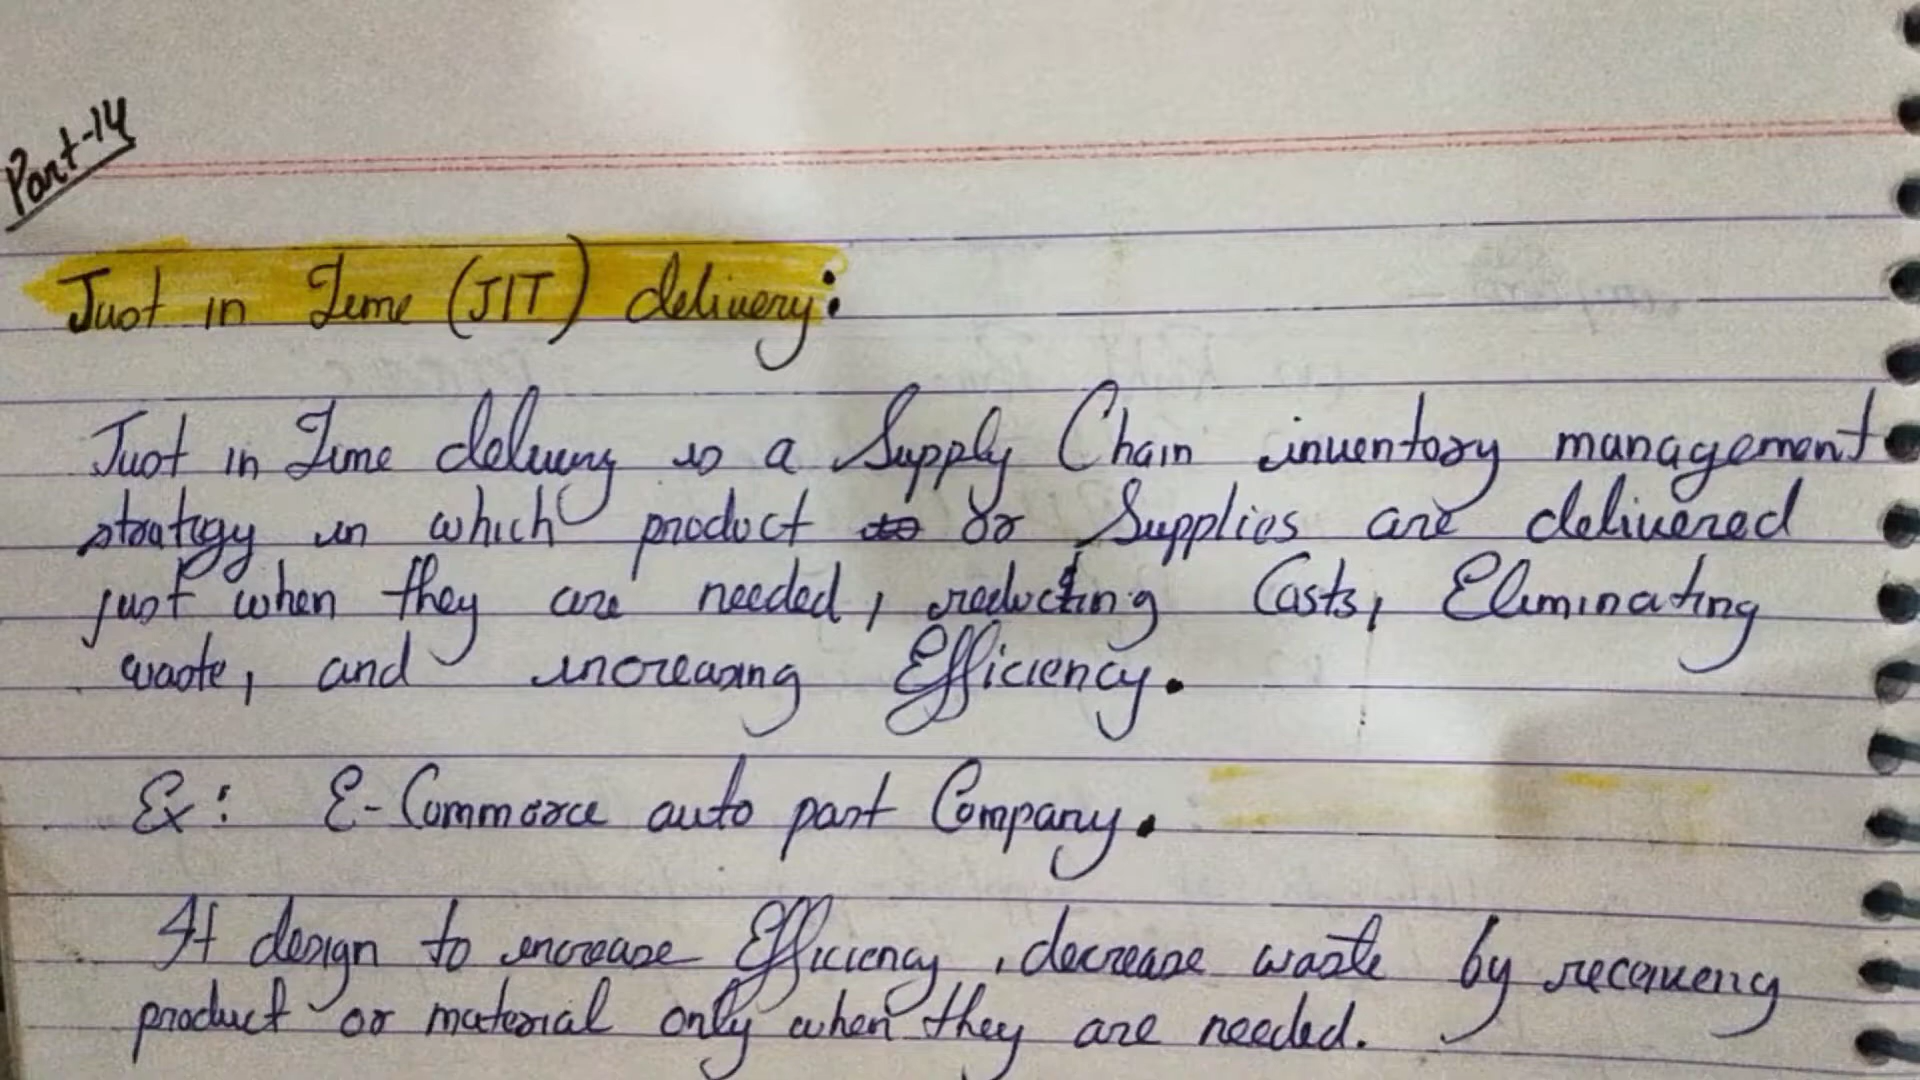 Part-14
Just in Time (JIT) delivery:
Just in Time delivery is a Supply Chain inventory management
strategy in which product or Supplies are delivered
just when they are needed, reducting Costs, Eliminating
waste, and increasing Efficiency.
Ex: E-Commerce auto part Company.
It design to increase Efficiency, decrease waste by receiveng
product or material only when they are needed.